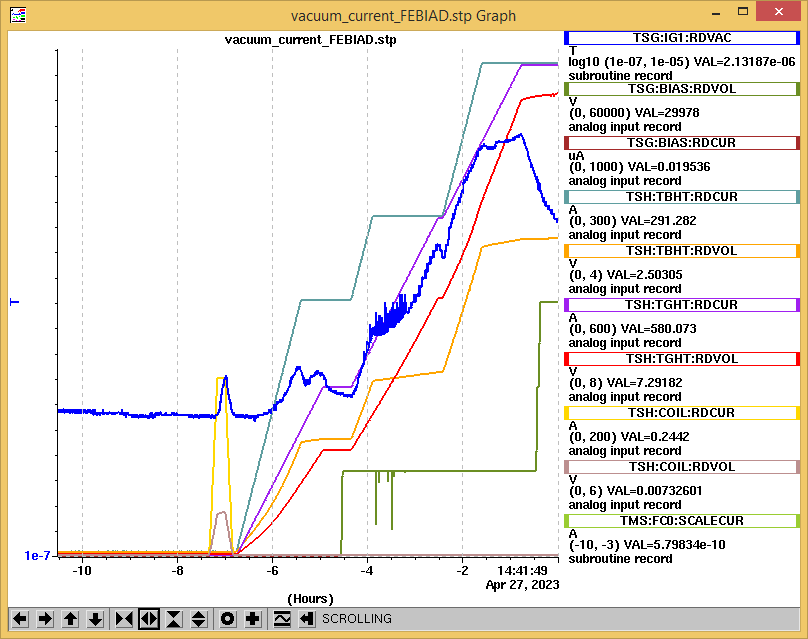 vacuum_current_FEBIAD.stp Graph
vacuum_current_FEBIAD.stp
T
1e-7
-10
-8
-6
-4
-2
14:41:49
Apr 27, 2023
(Hours)
TSG:IG1:RDVAC
T
log10 (1e-07, 1e-05) VAL=2.13187e-06
subroutine record
TSG:BIAS:RDVOL
V
(0, 60000) VAL=29978
analog input record
TSG:BIAS:RDCUR
uA
(0, 1000) VAL=0.019536
analog input record
TSH:TBHT:RDCUR
A
(0, 300) VAL=291.282
analog input record
TSH:TBHT:RDVOL
V
(0, 4) VAL=2.50305
analog input record
TSH:TGHT:RDCUR
A
(0, 600) VAL=580.073
analog input record
TSH:TGHT:RDVOL
V
(0, 8) VAL=7.29182
analog input record
TSH:COIL:RDCUR
A
(0, 200) VAL=0.2442
analog input record
TSH:COIL:RDVOL
V
(0, 6) VAL=0.00732601
analog input record
TMS:FC0:SCALECUR
A
(-10, -3) VAL=5.79834e-10
subroutine record
SCROLLING